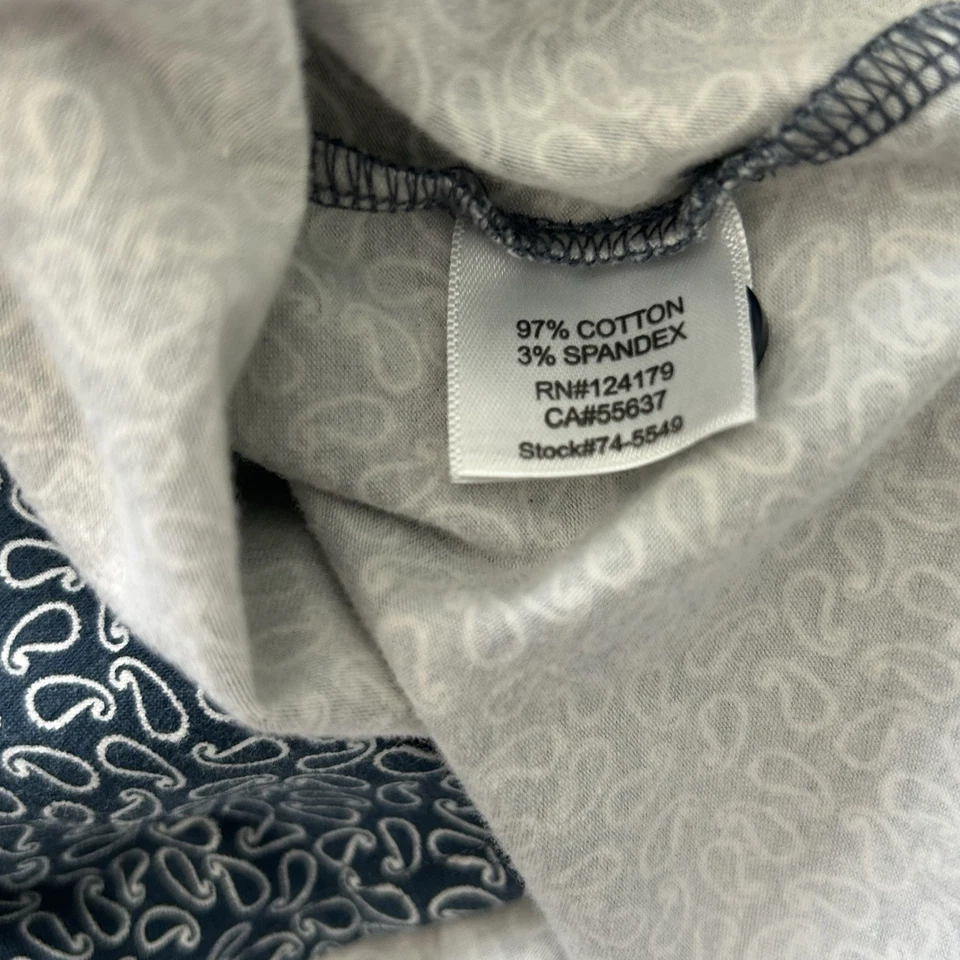 97% COTTON
3% SPANDEX
RN#124179
CA#55637
Stock#74-5549